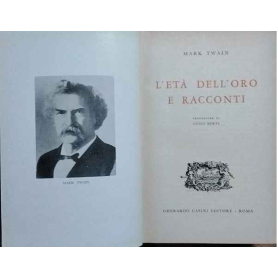 MARK TWAIN
MARK TWAIN
L'ETÀ DELL'ORO
E RACCONTI
GHERARDO CASINI EDITORE - ROMA